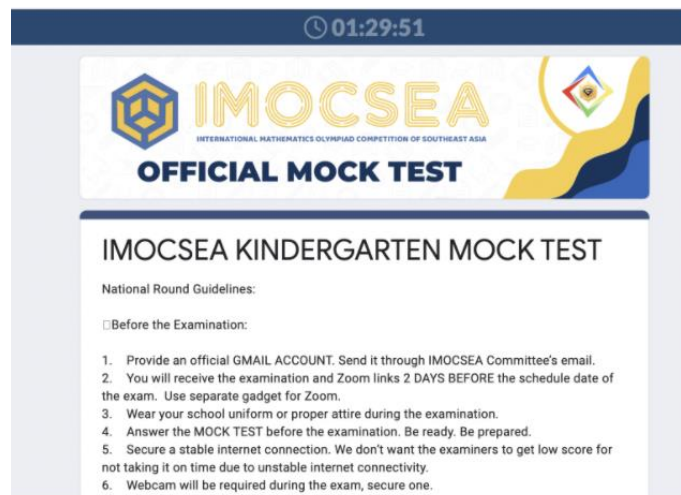 01:29:51
IMOCSEA
INTERNATIONAL MATHEMATICS OLYMPIAD COMPETITION OF SOUTHEAST ASIA
OFFICIAL MOCK TEST
IMOCSEA KINDERGARTEN MOCK TEST
National Round Guidelines:
□Before the Examination:
1. Provide an official GMAIL ACCOUNT. Send it through IMOCSEA Committee's email.
2. You will receive the examination and Zoom links 2 DAYS BEFORE the schedule date of
the exam. Use separate gadget for Zoom.
3. Wear your school uniform or proper attire during the examination.
4. Answer the MOCK TEST before the examination. Be ready. Be prepared.
5. Secure a stable internet connection. We don't want the examiners to get low score for
not taking it on time due to unstable internet connectivity.
6. Webcam will be required during the exam, secure one.